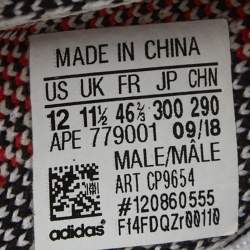 MADE IN CHINA
US UK FR JP CHN
12 11½ 46⅔ 300 290
APE 779001 09/18
MALE/MÂLE
ART CP9654
#120860555
adidas Ft4FDQZr00110